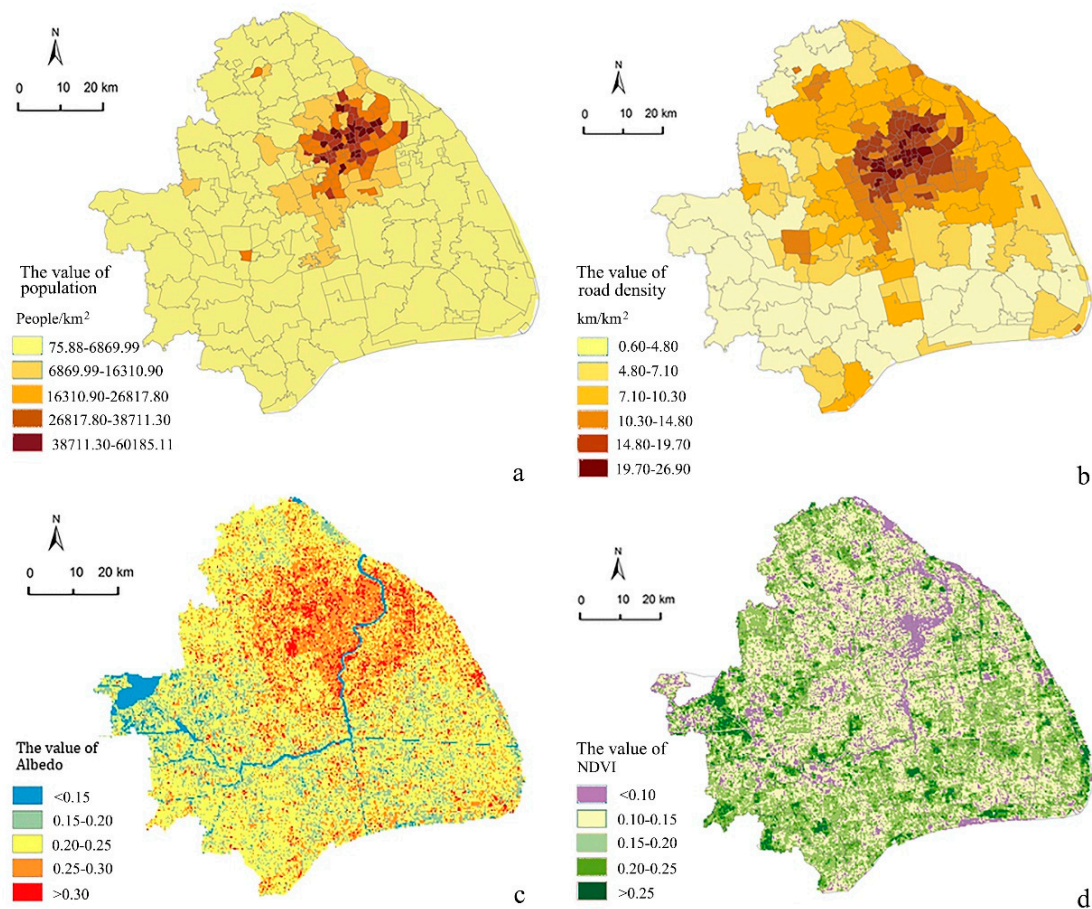 N
0 10 20 km
The value of
population
People/km²
75.88-6869.99
6869.99-16310.90
16310.90-26817.80
26817.80-38711.30
38711.30-60185.11
a
N
0 10 20 km
The value of
road density
km/km²
0.60-4.80
4.80-7.10
7.10-10.30
10.30-14.80
14.80-19.70
19.70-26.90
b
N
0 10 20 km
The value of
Albedo
<0.15
0.15-0.20
0.20-0.25
0.25-0.30
>0.30
c
N
0 10 20 km
The value of
NDVI
<0.10
0.10-0.15
0.15-0.20
0.20-0.25
>0.25
d